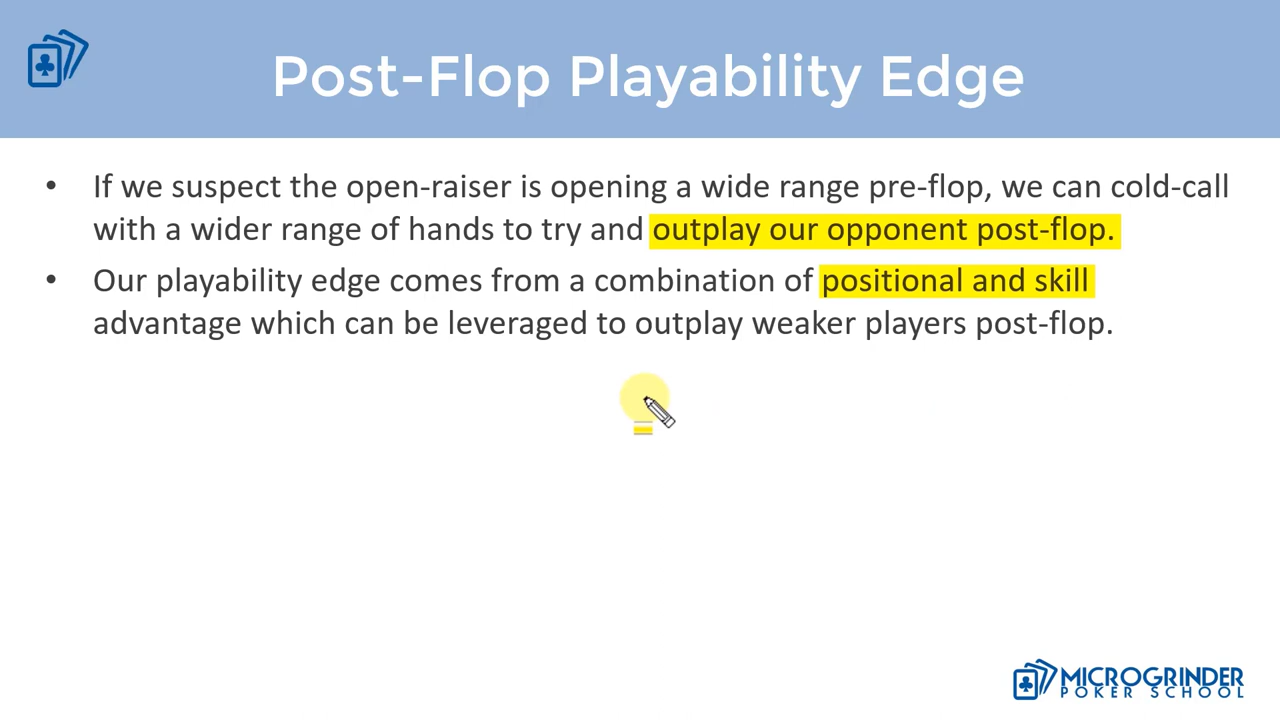 Post-Flop Playability Edge
• If we suspect the open-raiser is opening a wide range pre-flop, we can cold-call
with a wider range of hands to try and outplay our opponent post-flop.
• Our playability edge comes from a combination of positional and skill
advantage which can be leveraged to outplay weaker players post-flop.
MICROGRINDER
POKER SCHOOL